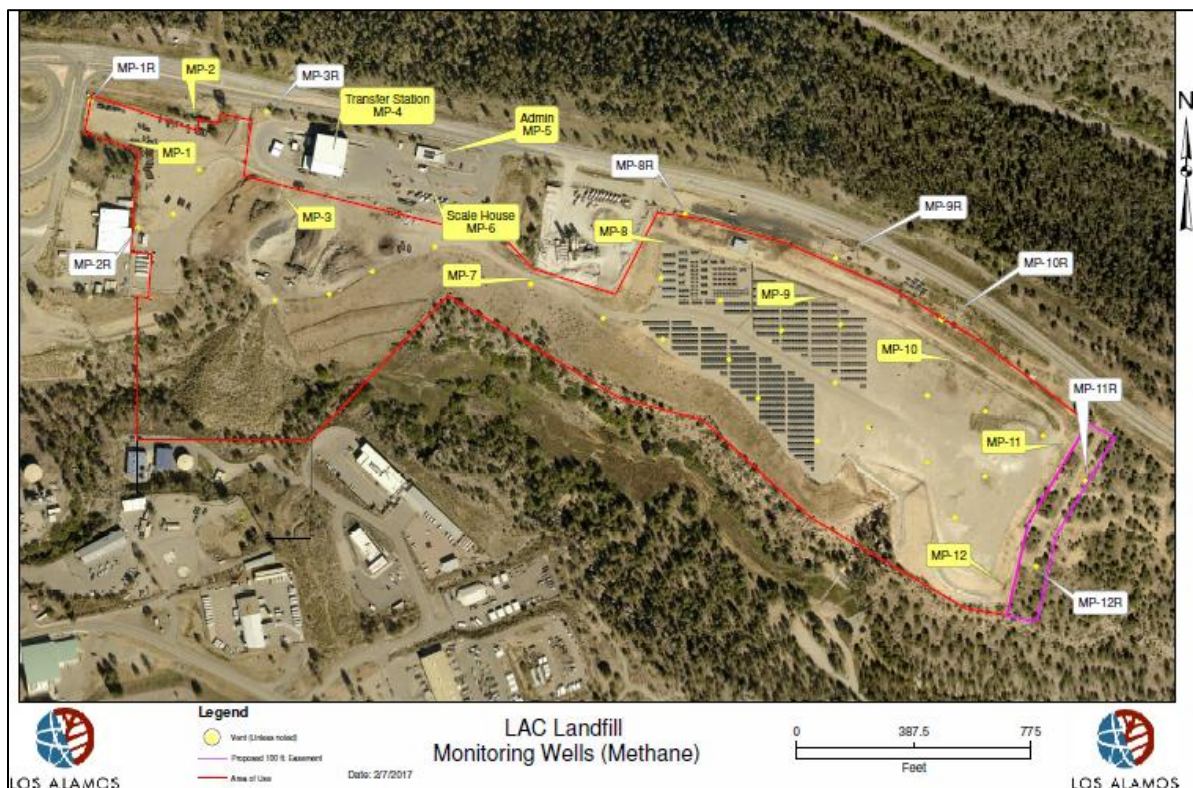 MP-1R
MP-2
MP-3R
Transfer Station
MP-4
Admin
MP-5
N
MP-1
MP-8R
MP-9R
MP-3
Scale House
MP-6
MP-8
MP-2R
MP-7
MP-9
MP-10R
MP-10
MP-11R
MP-11
MP-12
MP-12R
Legend
Vent (Unless noted)
Proposed 100 ft. Easement
Area of Use
Date: 2/7/2017
LAC Landfill
Monitoring Wells (Methane)
0 387.5 775
Feet
LOS ALAMOS
LOS ALAMOS